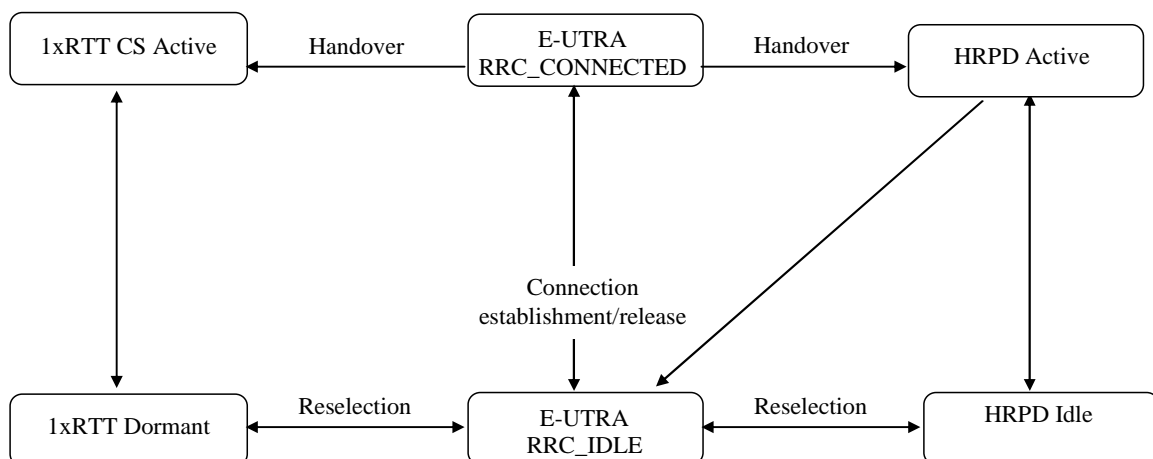 1xRTT CS Active
Handover
E-UTRA
RRC_CONNECTED
Handover
HRPD Active
Connection
establishment/release
1xRTT Dormant
Reselection
E-UTRA
RRC_IDLE
Reselection
HRPD Idle